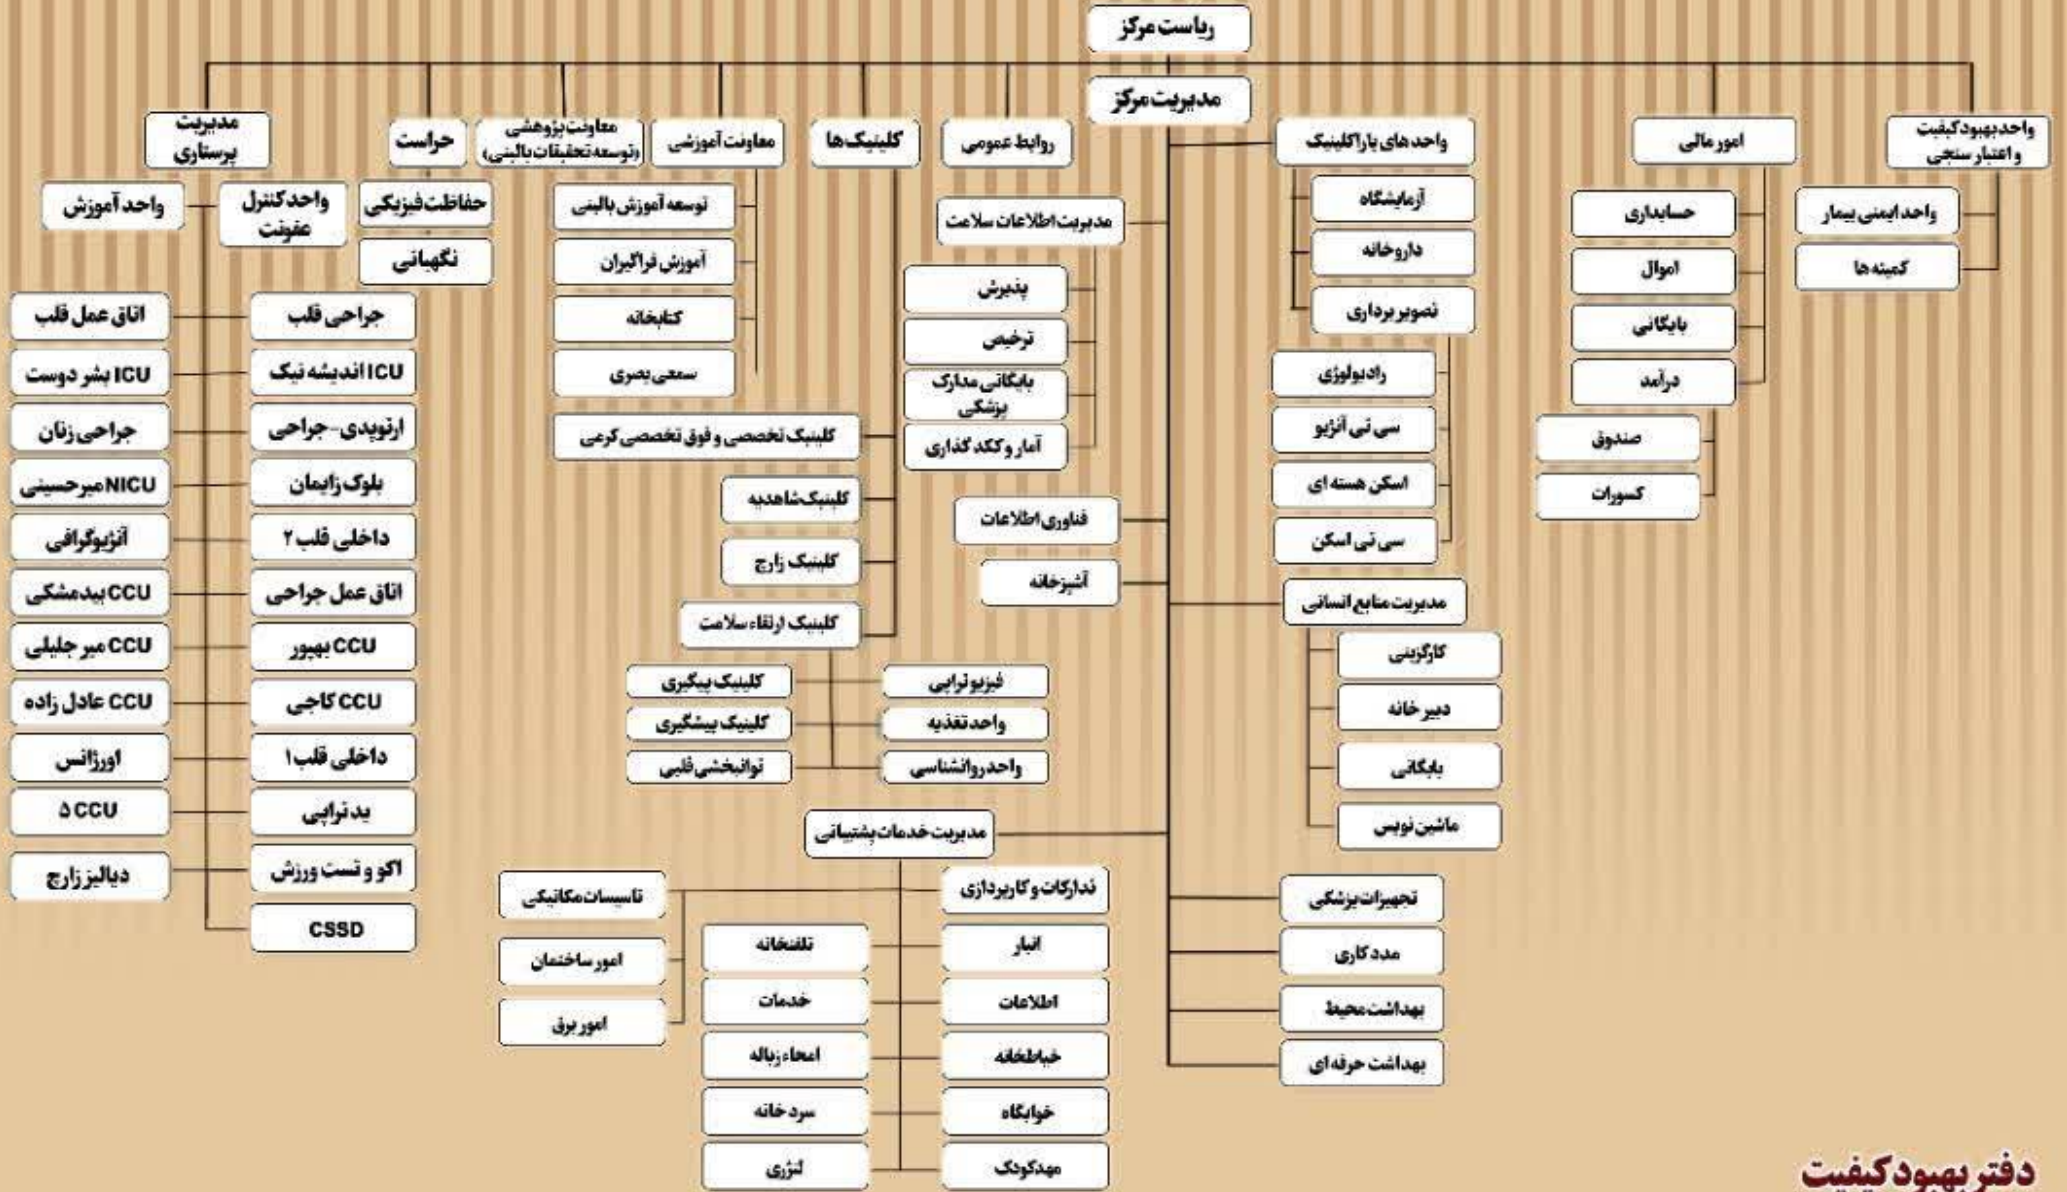 ریاست مرکز
مدیریت مرکز
واحد بهبود کیفیت
و اعتبار سنجی
واحد ایمنی بیمار
کمیته ها
امور مالی
حسابداری
اموال
بایگانی
درآمد
صندوق
کسورات
واحد های پاراکلینیک
آزمایشگاه
داروخانه
تصویر برداری
رادیولوژی
سی تی آنژیو
اسکن هسته ای
سی تی اسکن
مدیریت منابع انسانی
کارگزینی
دبیر خانه
بایگانی
ماشین نویس
تجهیزات پزشکی
مدد کاری
بهداشت محیط
بهداشت حرفه ای
روابط عمومی
مدیریت اطلاعات سلامت
پذیرش
ترخیص
بایگانی مدارک
پزشکی
آمار و ککد گذاری
فناوری اطلاعات
آشپزخانه
کلینیک ها
کلینیک تخصصی و فوق تخصصی کرمی
کلینیک شاهدیه
کلینیک زارچ
کلینیک ارتقاء سلامت
فیزیوتراپی
کلینیک پیگیری
واحد تغذیه
کلینیک پیشگیری
واحد روانشناسی
توانبخشی قلبی
مدیریت خدمات پشتیبانی
تدارکات و کارپردازی
تاسیسات مکانیکی
امور ساختمان
امور برق
انبار
تلفنخانه
اطلاعات
خدمات
خیاطخانه
امحاء زباله
خوابگاه
سرد خانه
مهدکودک
لنژری
معاونت آموزشی
توسعه آموزش بالینی
آموزش فراگیران
کتابخانه
سمعی بصری
معاونت پژوهشی
(توسعه تحقیقات بالینی)
حراست
حفاظت فیزیکی
نگهبانی
مدیریت
پرستاری
واحد کنترل
عفونت
واحد آموزش
جراحی قلب
اتاق عمل قلب
ICU اندیشه نیک
ICU بشر دوست
ارتوپدی-جراحی
جراحی زنان
بلوک زایمان
NICU میرحسینی
داخلی قلب ۲
آنژیوگرافی
اتاق عمل جراحی
CCU بیدمشکی
CCU بهپور
CCU میر جلیلی
CCU کاجی
CCU عادل زاده
داخلی قلب ۱
اورژانس
ید تراپی
CCU ۵
اکو و تست ورزش
دیالیز زارچ
CSSD
دفتر بهبود کیفیت